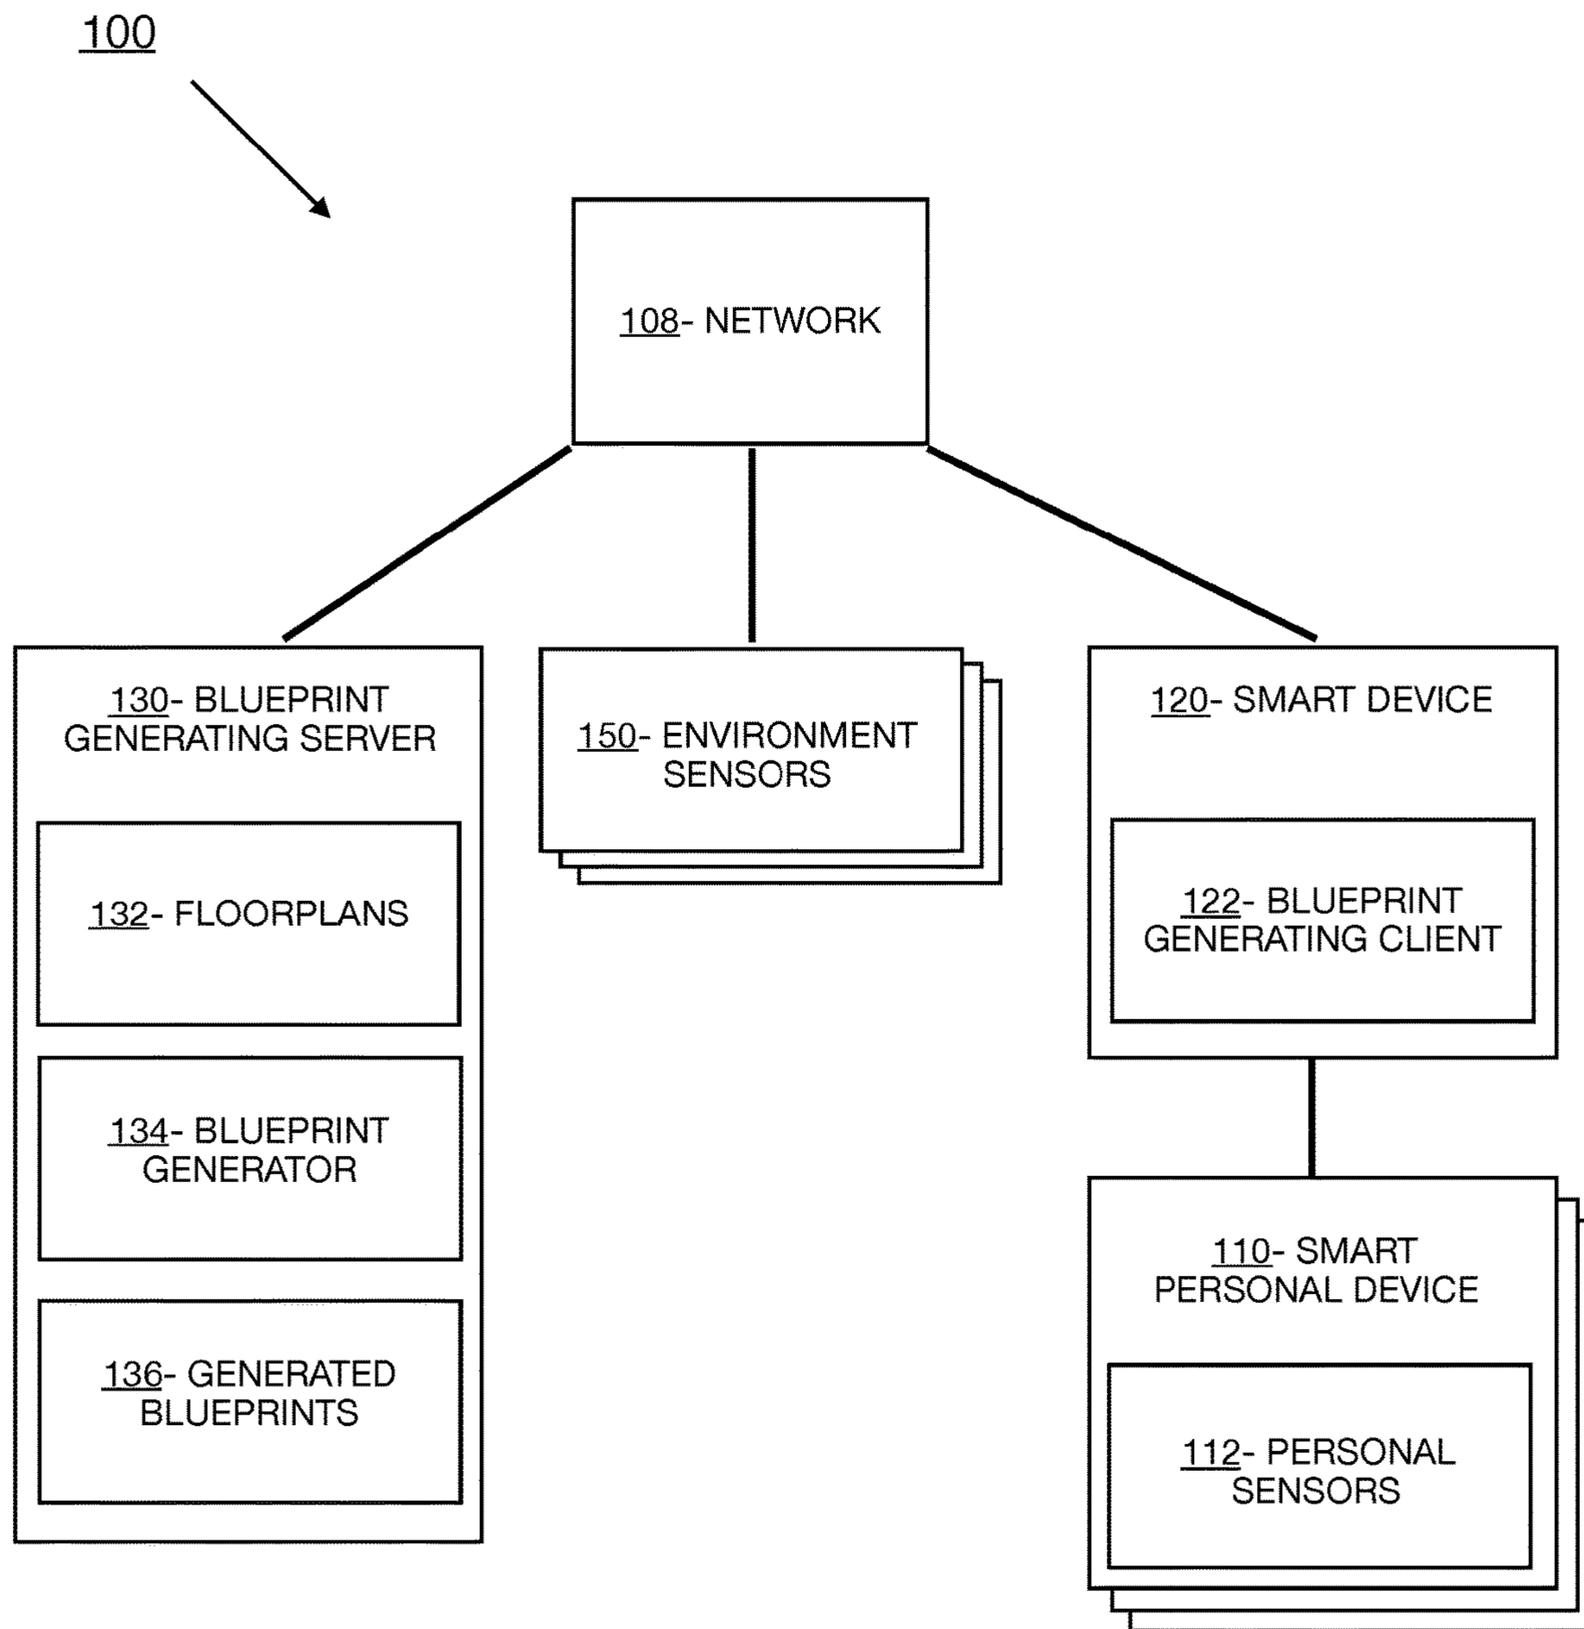 100
108- NETWORK
130- BLUEPRINT
GENERATING SERVER
132- FLOORPLANS
134- BLUEPRINT
GENERATOR
136- GENERATED
BLUEPRINTS
150- ENVIRONMENT
SENSORS
120- SMART DEVICE
122- BLUEPRINT
GENERATING CLIENT
110- SMART
PERSONAL DEVICE
112- PERSONAL
SENSORS